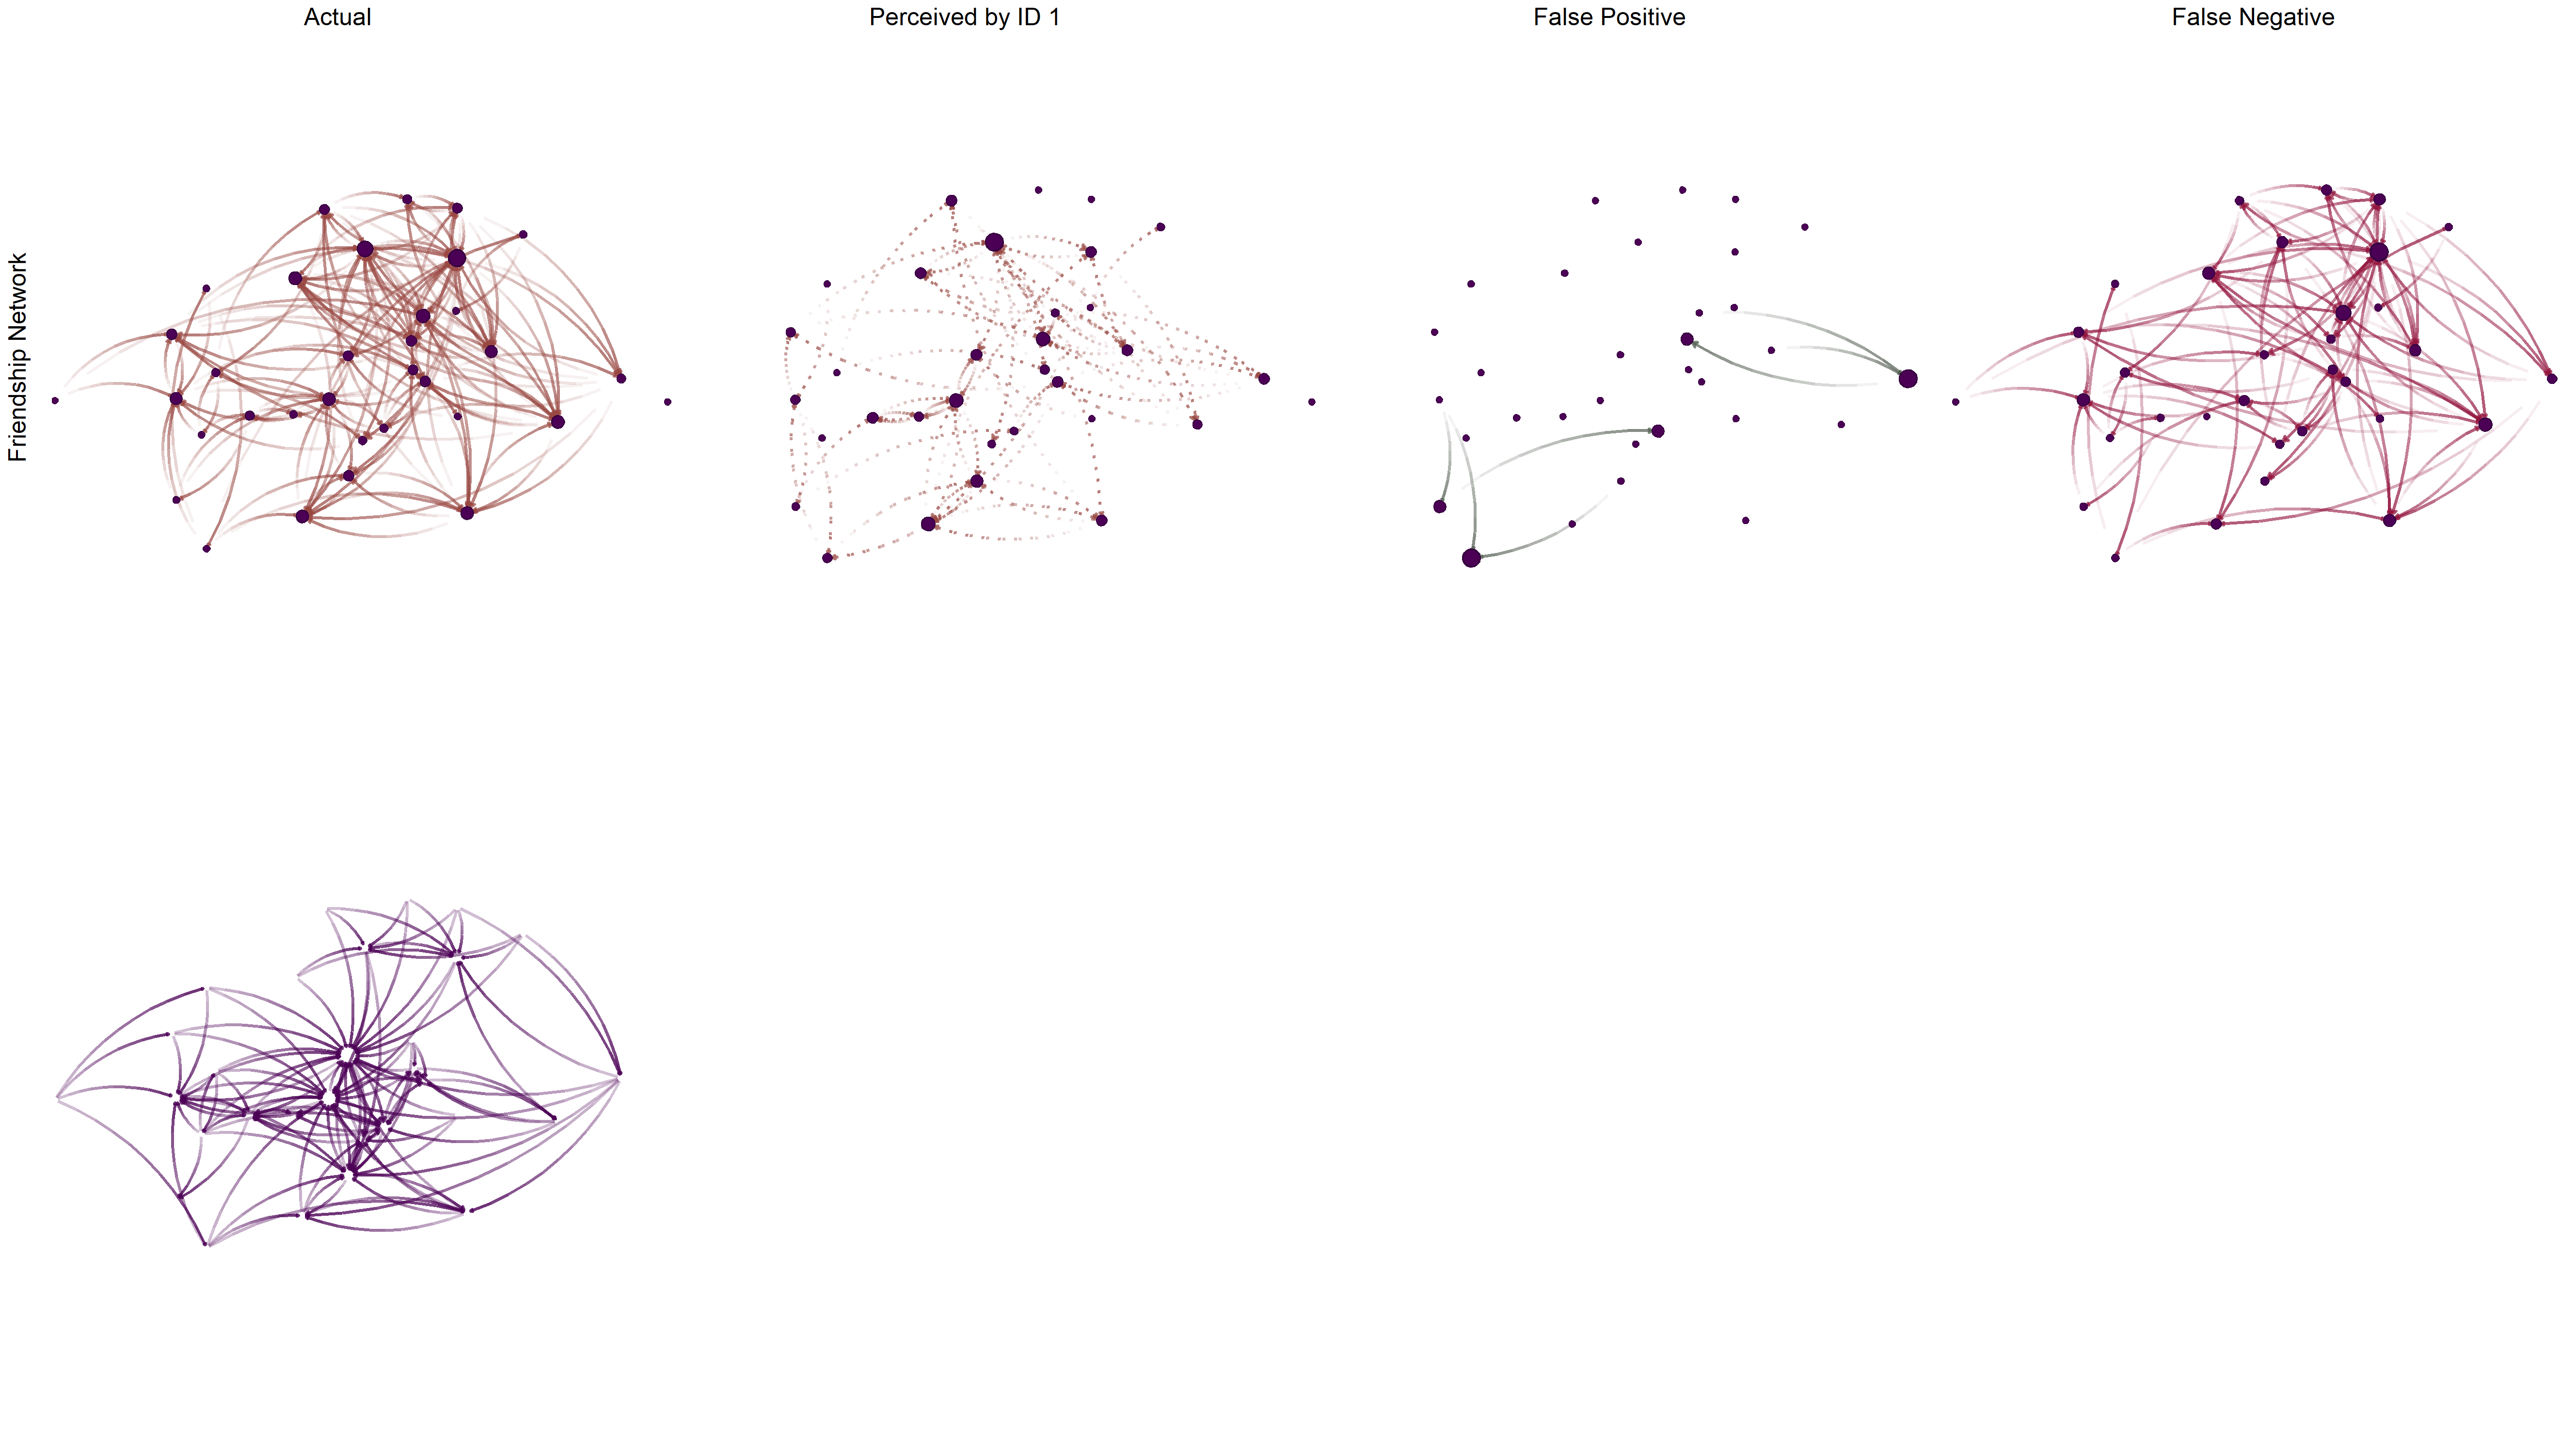 Actual
Perceived by ID 1
False Positive
False Negative
Friendship Network